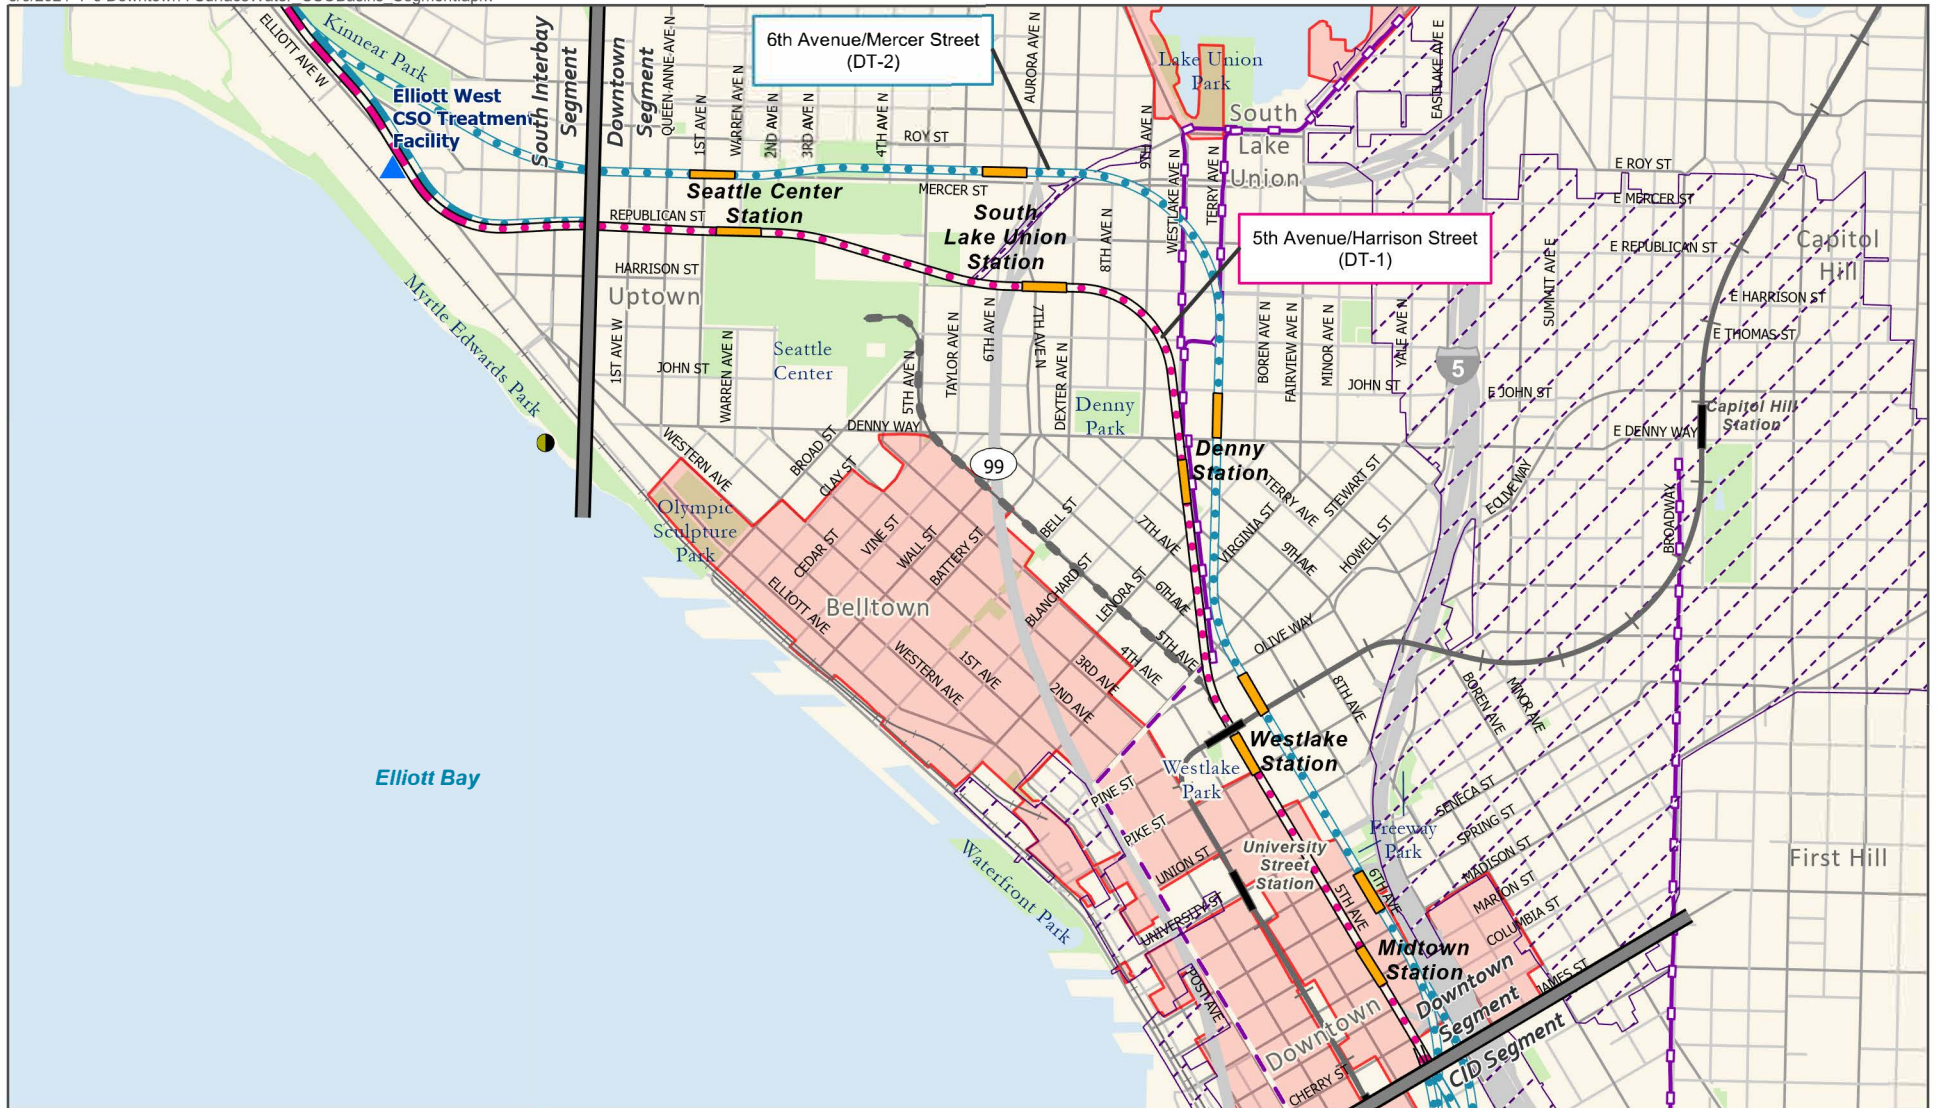 Kinnear Park
ELLIOTT AVE W
Elliott West
CSO Treatment
Facility
South Interbay
Segment
Downtown
Segment
QUEEN ANNE AVE N
1ST AVE N
WARREN AVE N
2ND AVE N
3RD AVE N
4TH AVE N
ROY ST
6th Avenue/Mercer Street
(DT-2)
AURORA AVE N
9TH AVE N
Lake Union
Park
South
Lake
Union
EASTLAKE AVE E
E ROY ST
E MERCER ST
E REPUBLICAN ST
Capitol
Hill
E HARRISON ST
E THOMAS ST
SUMMIT AVE E
Seattle Center
Station
MERCER ST
South
Lake Union
Station
8TH AVE N
WESTLAKE AVE N
TERRY AVE N
5th Avenue/Harrison Street
(DT-1)
REPUBLICAN ST
HARRISON ST
Uptown
1ST AVE W
JOHN ST
WARREN AVE N
Seattle
Center
5TH AVE N
TAYLOR AVE N
6TH AVE N
7TH AVE N
DEXTER AVE N
Denny
Park
BOREN AVE N
FAIRVIEW AVE N
MINOR AVE N
JOHN ST
YALE AVE N
5
E JOHN ST
Capitol Hill
Station
E DENNY WAY
DENNY WAY
Myrtle Edwards Park
WESTERN AVE
BROAD ST
CLAY ST
99
Denny
Station
TERRY AVE
STEWART ST
E OLIVE WAY
BROADWAY
Olympic
Sculpture
Park
CEDAR ST
VINE ST
WALL ST
BATTERY ST
BELL ST
7TH AVE
VIRGINIA ST
9TH AVE
HOWELL ST
Belltown
ELLIOTT AVE
BLANCHARD ST
LENORA ST
6TH AVE
5TH AVE
OLIVE WAY
WESTERN AVE
1ST AVE
2ND AVE
3RD AVE
4TH AVE
8TH AVE
BOREN AVE
MINOR AVE
Elliott Bay
Westlake
Station
Westlake
Park
PINE ST
PIKE ST
UNION ST
UNIVERSITY ST
University
Street
Station
Freeway
Park
SENECA ST
SPRING ST
MADISON ST
MARION ST
COLUMBIA ST
JAMES ST
First Hill
Waterfront Park
5TH AVE
6TH AVE
Midtown
Station
POST AVE
Downtown
CHERRY ST
Downtown
Segment
CID Segment